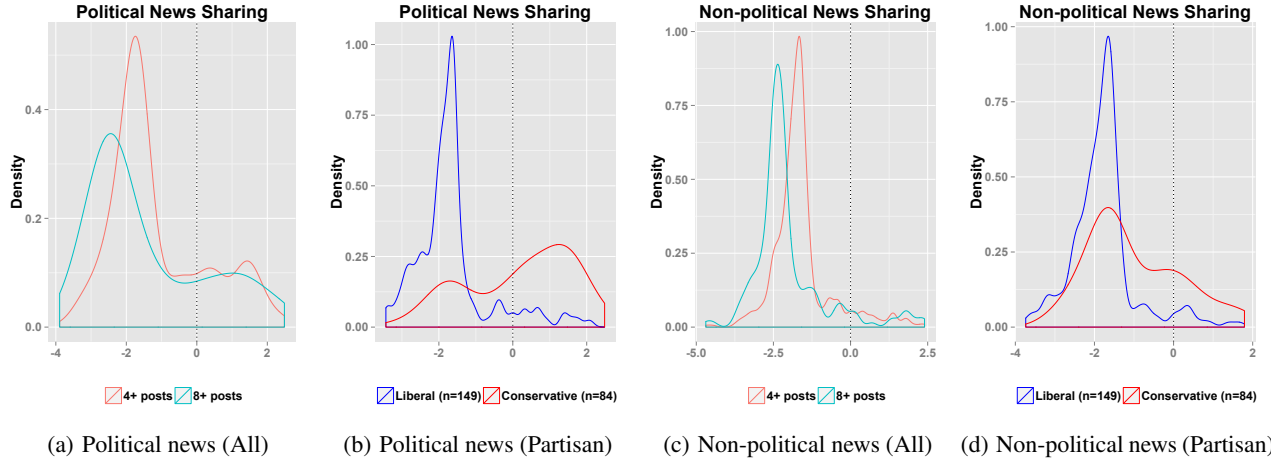 Political News Sharing
Density
0.4
0.2
0.0
-4
-2
0
2
4+ posts 8+ posts
(a) Political news (All)
Political News Sharing
Density
1.00
0.75
0.50
0.25
0.00
-2
0
2
Liberal (n=149) Conservative (n=84)
(b) Political news (Partisan)
Non-political News Sharing
Density
1.00
0.75
0.50
0.25
0.00
-5.0
-2.5
0.0
2.5
4+ posts 8+ posts
(c) Non-political news (All)
Non-political News Sharing
Density
1.00
0.75
0.50
0.25
0.00
-4
-2
0
2
Liberal (n=149) Conservative (n=84)
(d) Non-political news (Partisan)